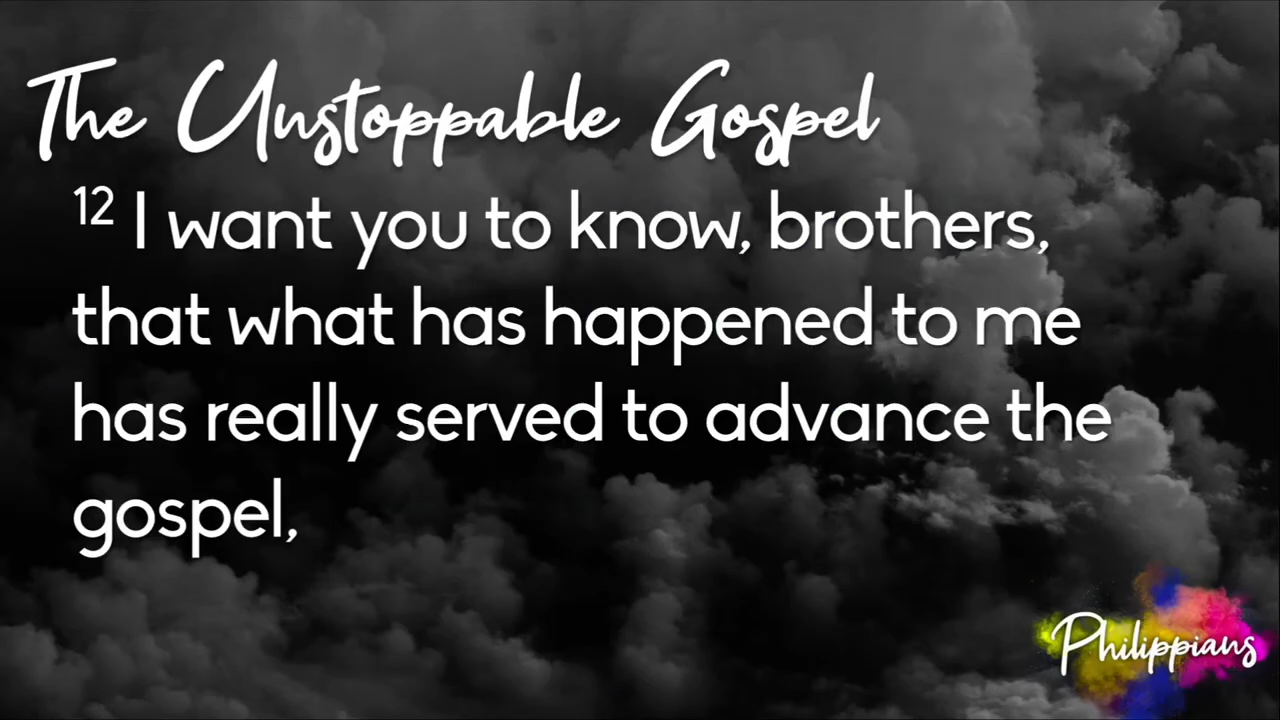 The Unstoppable Gospel
12 I want you to know, brothers,
that what has happened to me
has really served to advance the
gospel,
Philippians